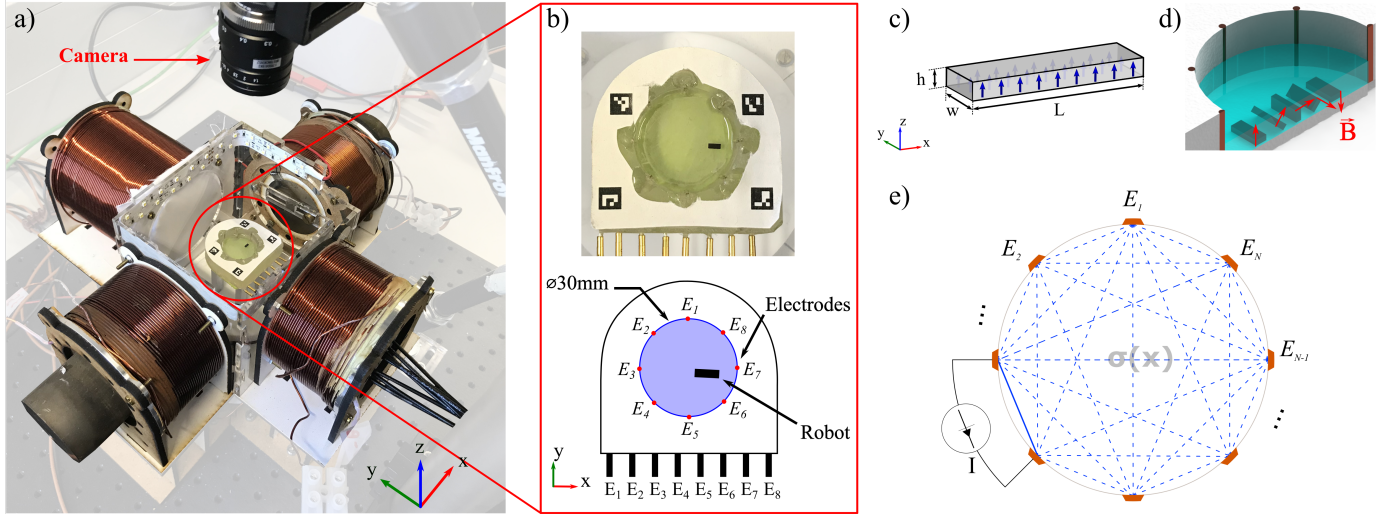 a)
Camera
y
z
x
b)
⌀30mm
Electrodes
E1
E2
E8
E3
E7
E4
E6
E5
Robot
y
x
E1 E2 E3 E4 E5 E6 E7 E8
c)
h
w
L
z
y
x
d)
B
e)
E1
E2
EN
...
σ(x)
EN-1
I
...